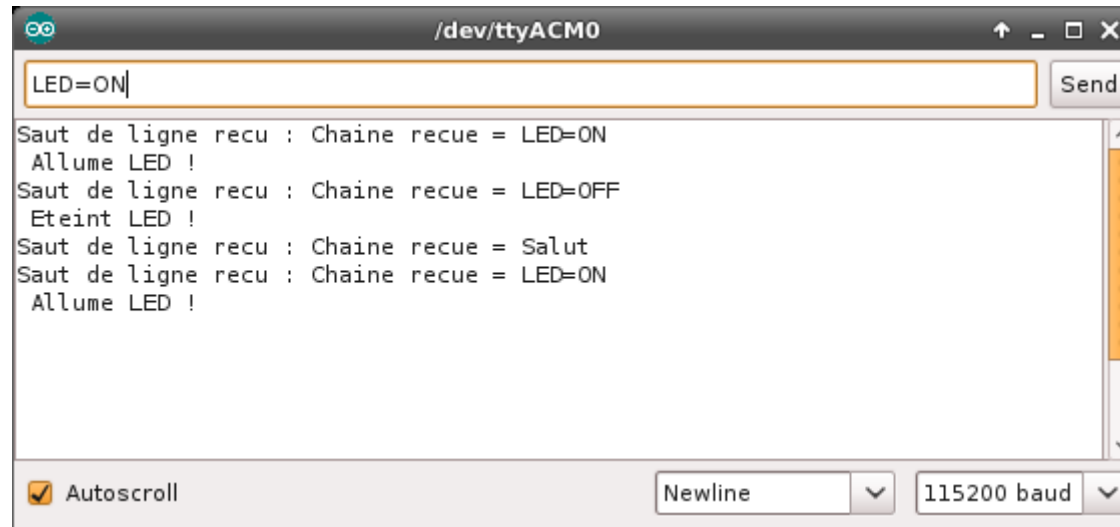 /dev/ttyACM0
LED=ON
Send
Saut de ligne recu : Chaine recue = LED=ON
Allume LED !
Saut de ligne recu : Chaine recue = LED=OFF
Eteint LED !
Saut de ligne recu : Chaine recue = Salut
Saut de ligne recu : Chaine recue = LED=ON
Allume LED !
Autoscroll
Newline
115200 baud